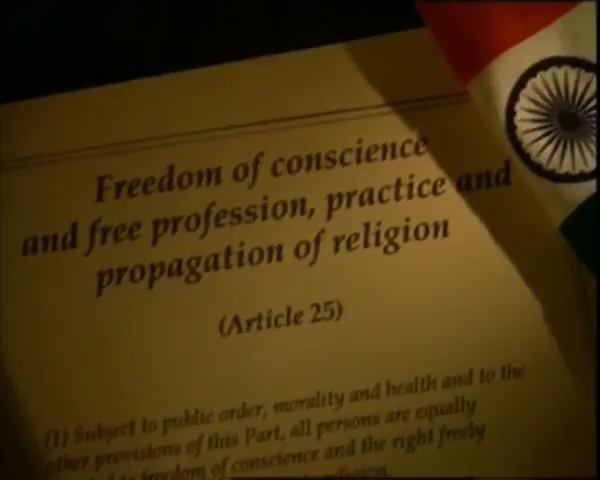 Freedom of conscience
and free profession, practice and
propagation of religion
(Article 25)
(1) Subject to public order, morality and health and to the
other provisions of this Part, all persons are equally
to freedom of conscience and the right freely
religion.